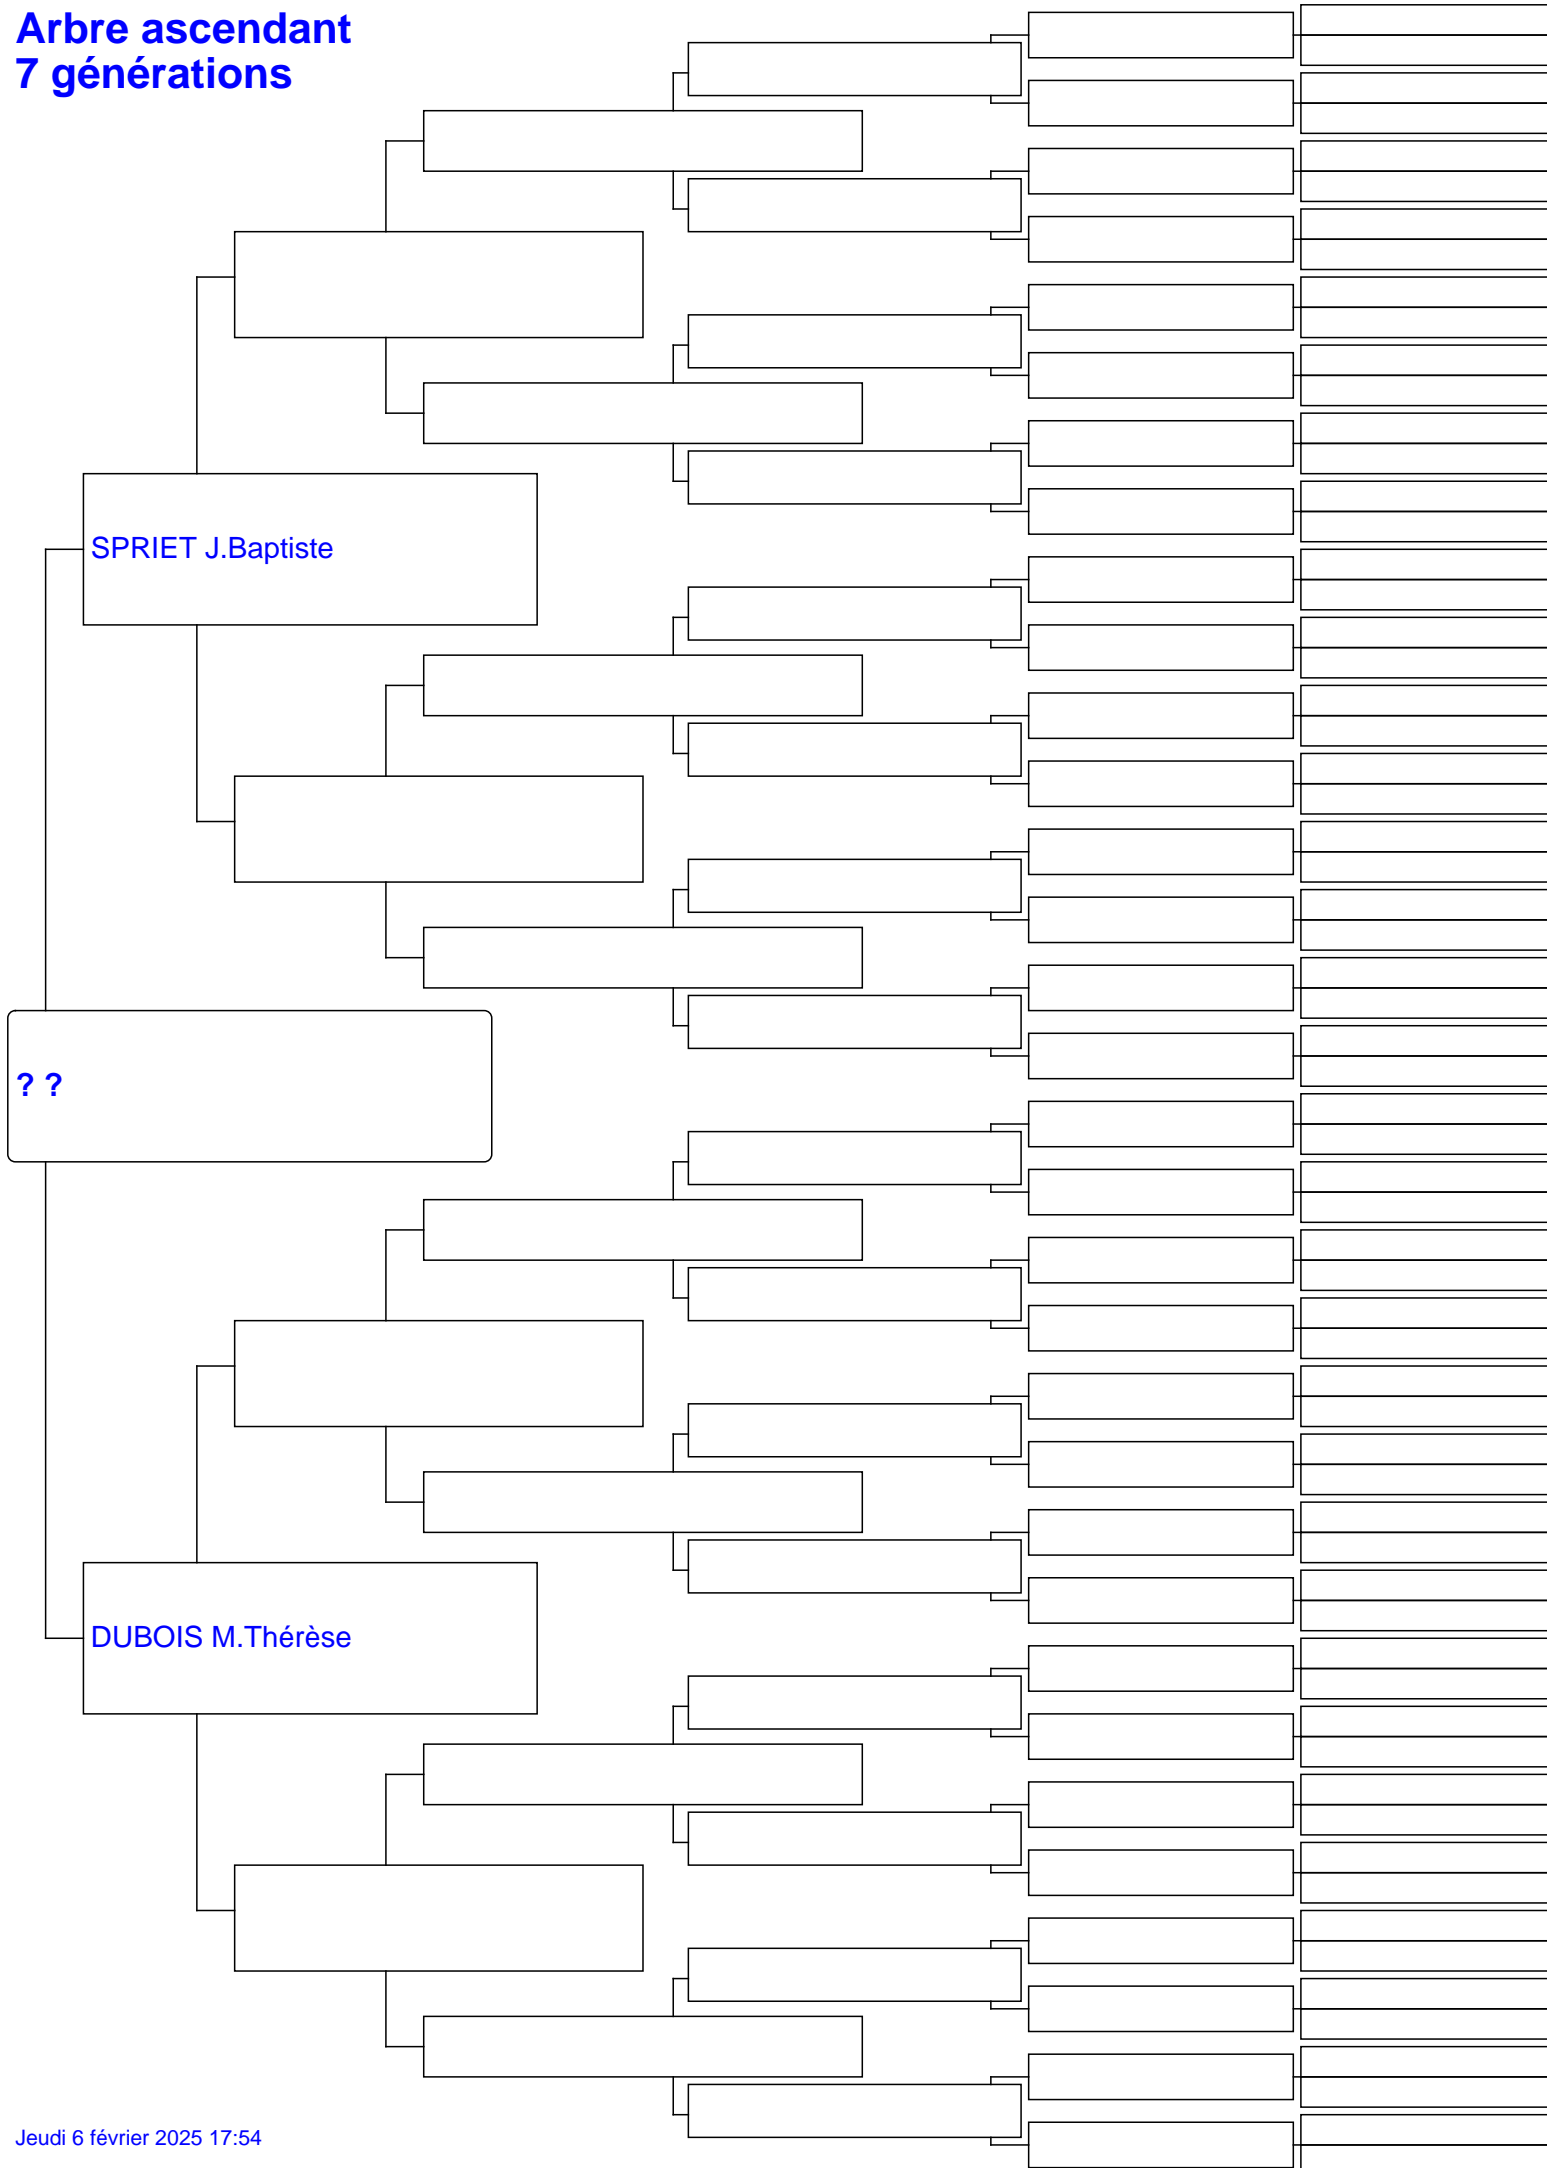 Arbre ascendant
7 générations
SPRIET J.Baptiste
? ?
DUBOIS M.Thérèse
Jeudi 6 février 2025 17:54